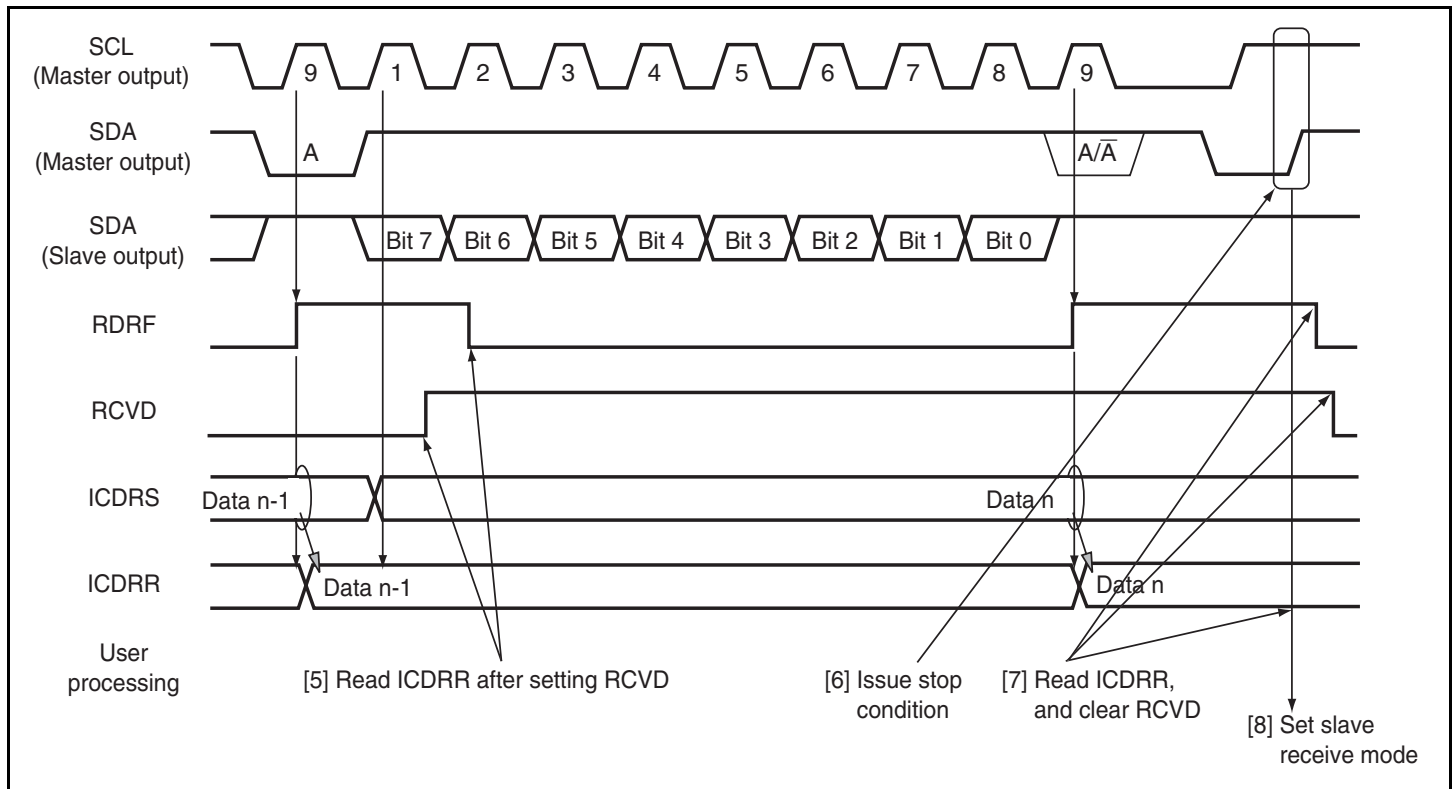 SCL
(Master output)
9 1 2 3 4 5 6 7 8 9
SDA
(Master output)
A A/A̅
SDA
(Slave output)
Bit 7 Bit 6 Bit 5 Bit 4 Bit 3 Bit 2 Bit 1 Bit 0
RDRF
RCVD
ICDRS
Data n-1 Data n
ICDRR
Data n-1 Data n
User
processing
[5] Read ICDRR after setting RCVD
[6] Issue stop
condition
[7] Read ICDRR,
and clear RCVD
[8] Set slave
receive mode